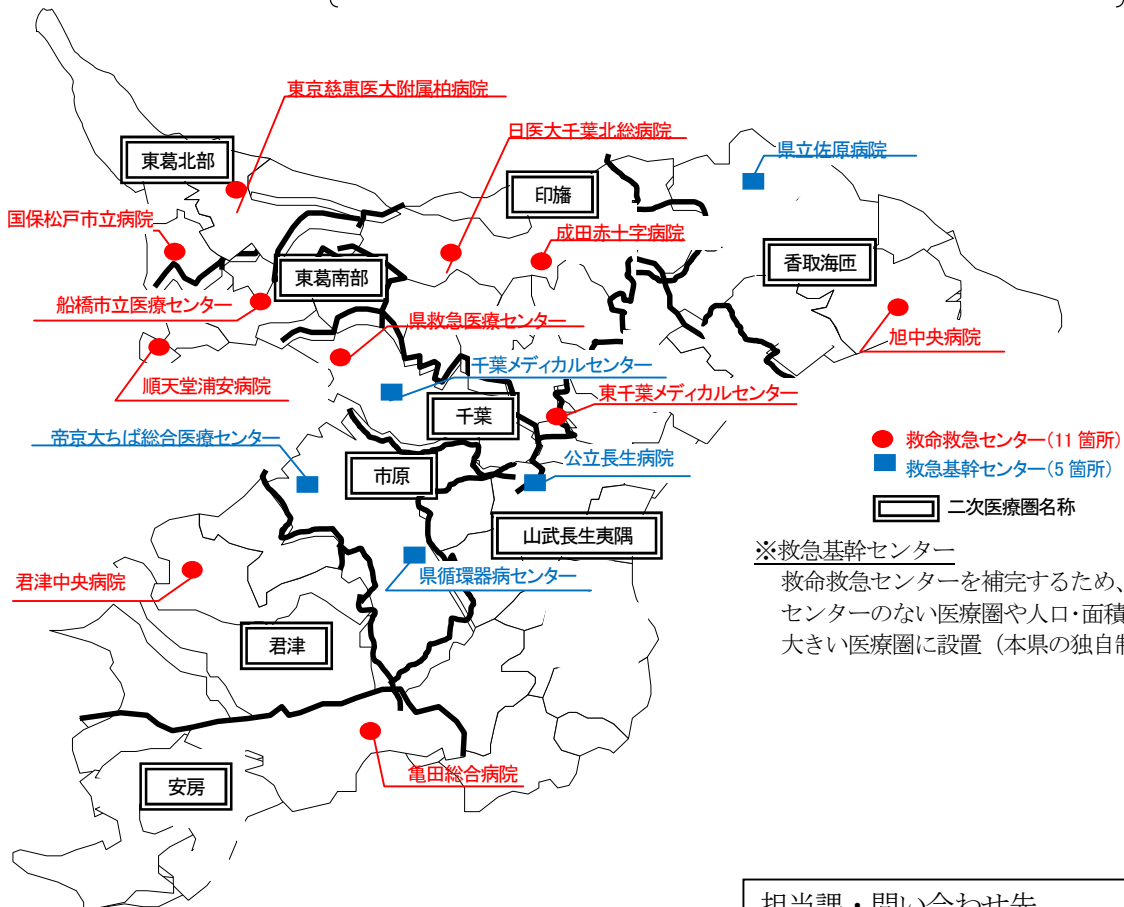 東京慈恵医大附属柏病院
日医大千葉北総病院
県立佐原病院
東葛北部
印旛
国保松戸市立病院
成田赤十字病院
香取海匝
東葛南部
船橋市立医療センター
県救急医療センター
旭中央病院
千葉メディカルセンター
順天堂浦安病院
東千葉メディカルセンター
千葉
帝京大ちば総合医療センター
公立長生病院
市原
救命救急センター(11 箇所)
救急基幹センター(5 箇所)
二次医療圏名称
山武長生夷隅
※救急基幹センター
救命救急センターを補完するため、
センターのない医療圏や人口・面積
大きい医療圏に設置（本県の独自
君津中央病院
県循環器病センター
君津
亀田総合病院
安房
担当課・問い合わせ先